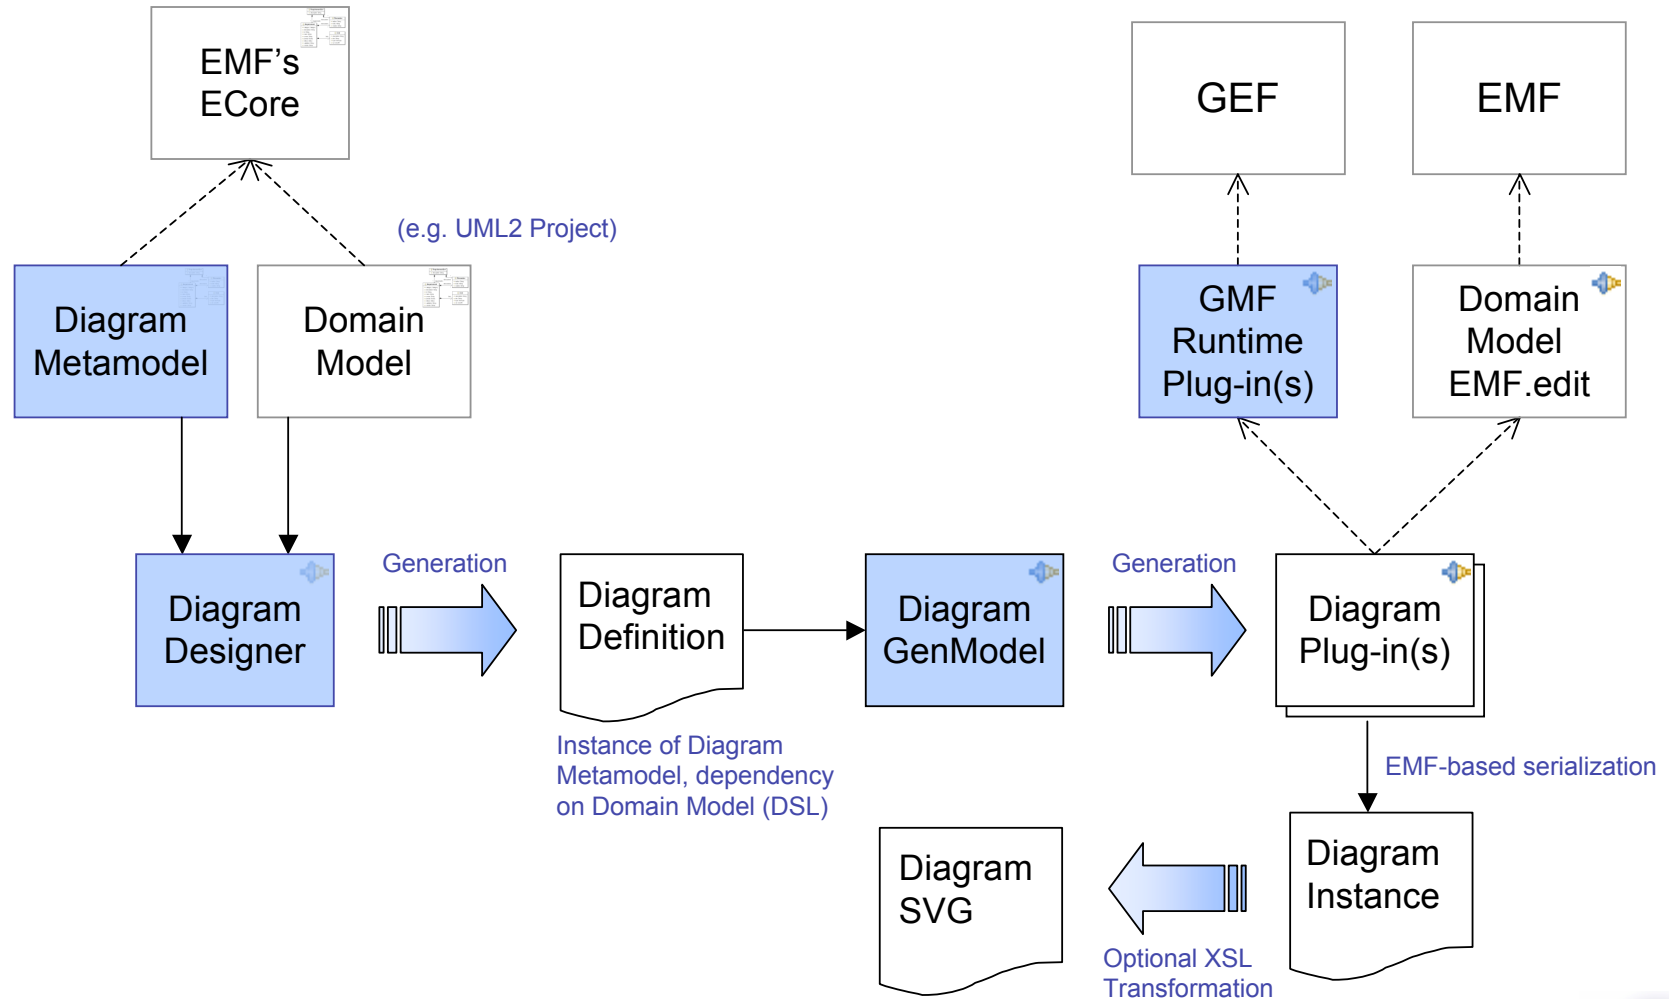 EMF's
ECore
GEF
EMF
(e.g. UML2 Project)
Diagram
Metamodel
Domain
Model
GMF
Runtime
Plug-in(s)
Domain
Model
EMF.edit
Diagram
Designer
Generation
Diagram
Definition
Diagram
GenModel
Generation
Diagram
Plug-in(s)
Instance of Diagram
Metamodel, dependency
on Domain Model (DSL)
EMF-based serialization
Diagram
SVG
Optional XSL
Transformation
Diagram
Instance